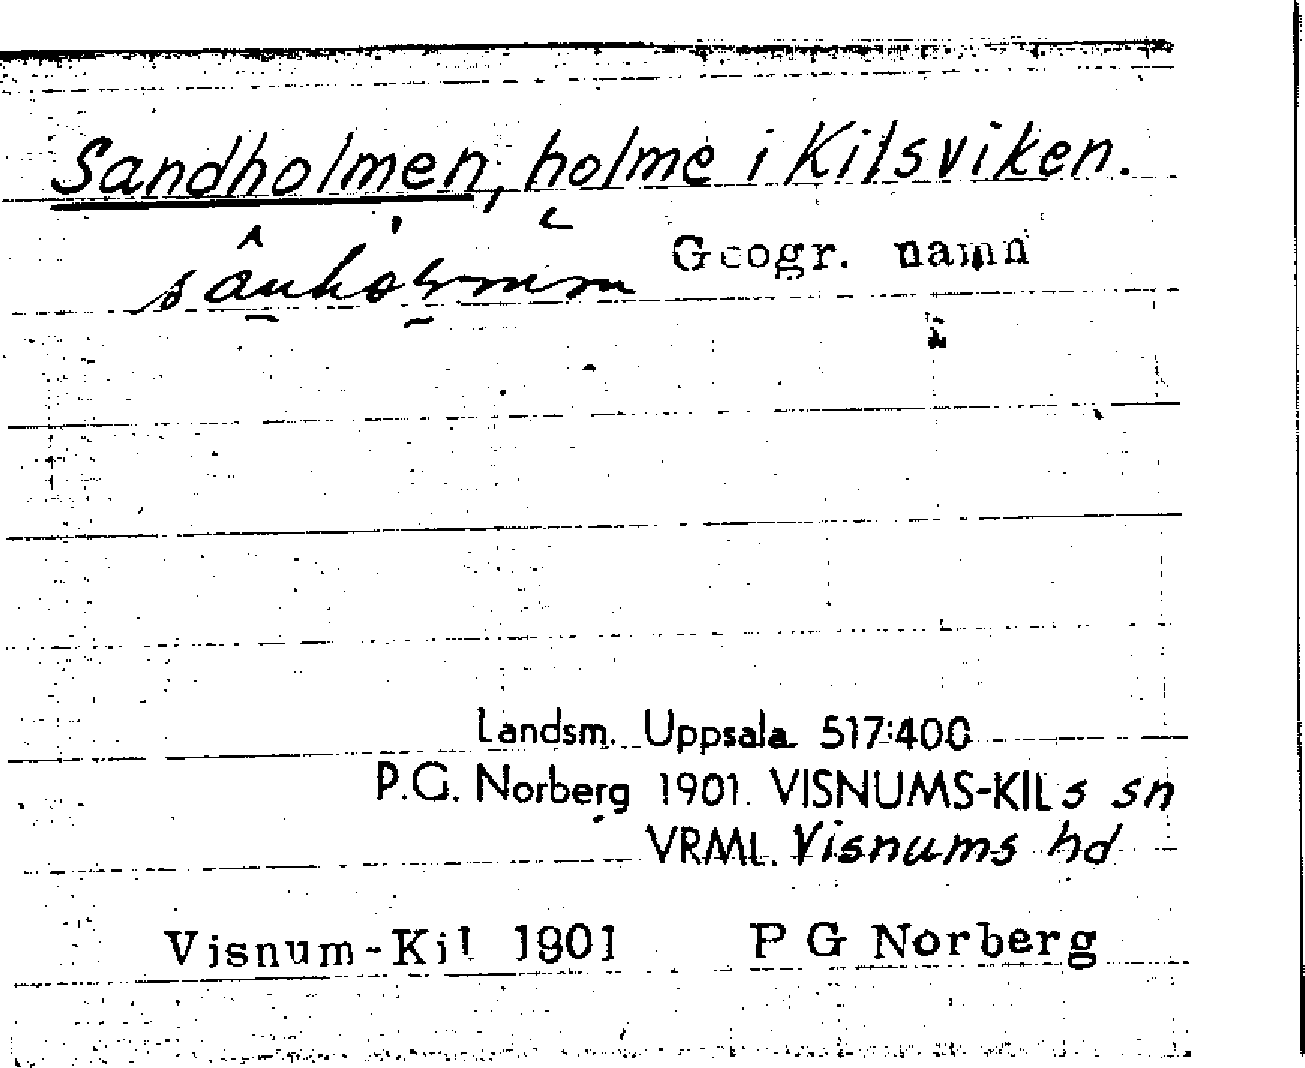 Sandholmen, holme i Kilsviken.
Geogr. namn
Landsm. Uppsala 517:400
P.G. Norberg 1901. VISNUMS-KILs sn
VRML. Visnums hd
Visnum-Kil 1901 P G Norberg